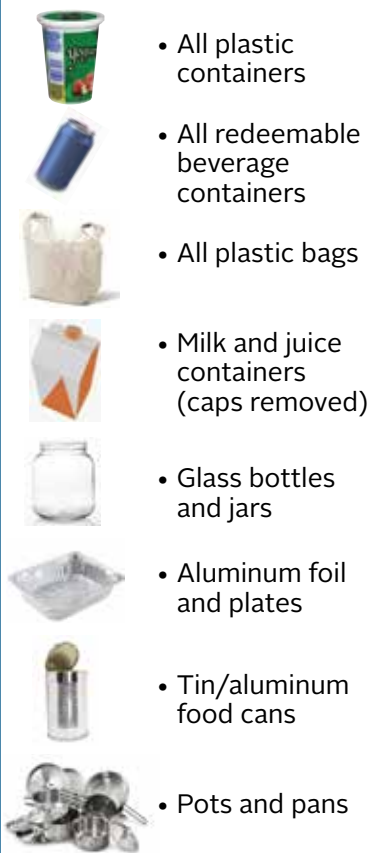 • All plastic
containers
• All redeemable
beverage
containers
• All plastic bags
• Milk and juice
containers
(caps removed)
• Glass bottles
and jars
• Aluminum foil
and plates
• Tin/aluminum
food cans
• Pots and pans